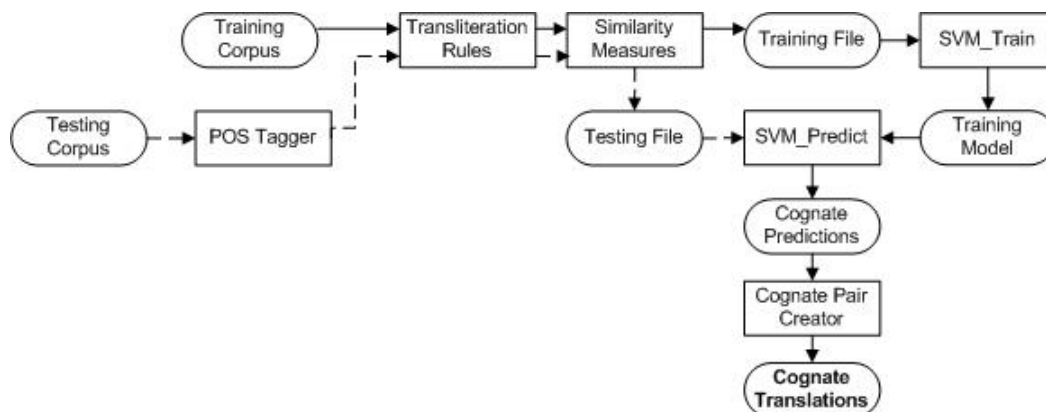 Training
Corpus
Transliteration
Rules
Similarity
Measures
Training File
SVM_Train
Testing
Corpus
POS Tagger
Testing File
SVM_Predict
Training
Model
Cognate
Predictions
Cognate Pair
Creator
Cognate
Translations